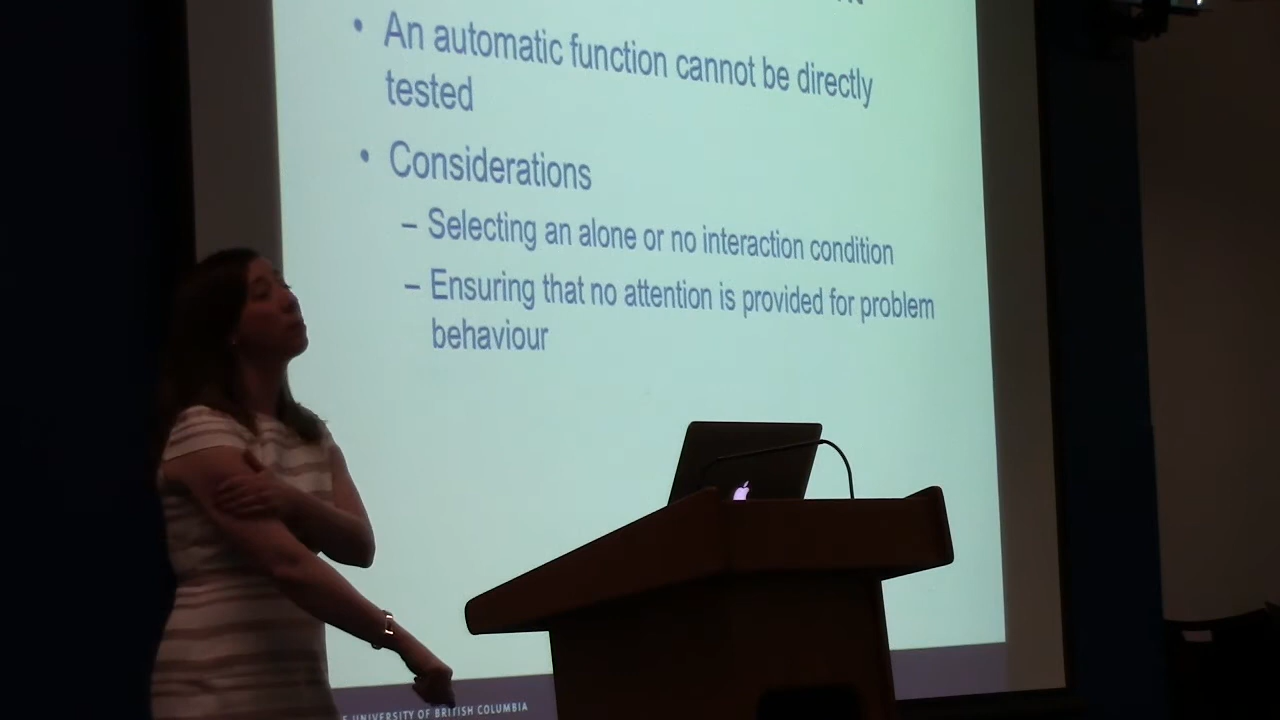 • An automatic function cannot be directly
tested
• Considerations
– Selecting an alone or no interaction condition
– Ensuring that no attention is provided for problem
behaviour
UNIVERSITY OF BRITISH COLUMBIA